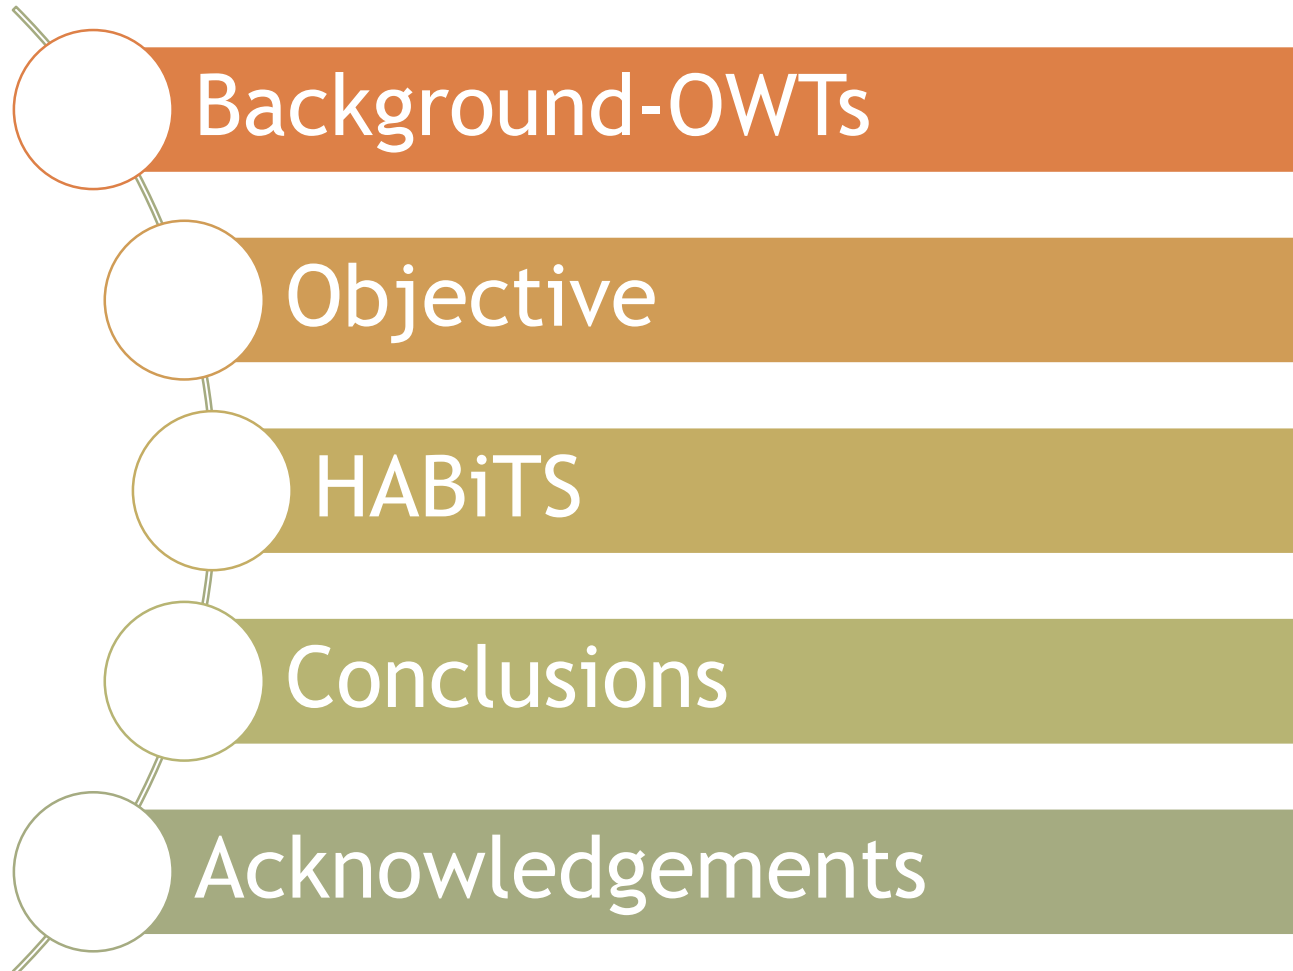 Background-OWTs
Objective
HABiTS
Conclusions
Acknowledgements